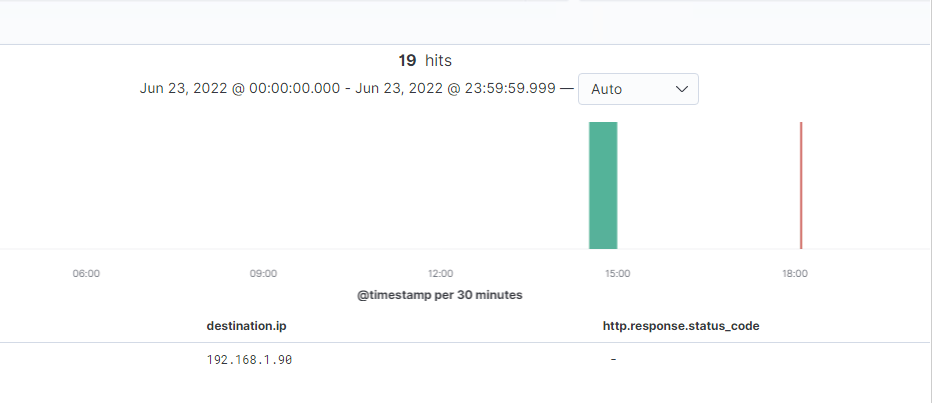 19 hits
Jun 23, 2022 @ 00:00:00.000 - Jun 23, 2022 @ 23:59:59.999 — Auto
06:00 09:00 12:00 15:00 18:00
@timestamp per 30 minutes
destination.ip http.response.status_code
192.168.1.90 -